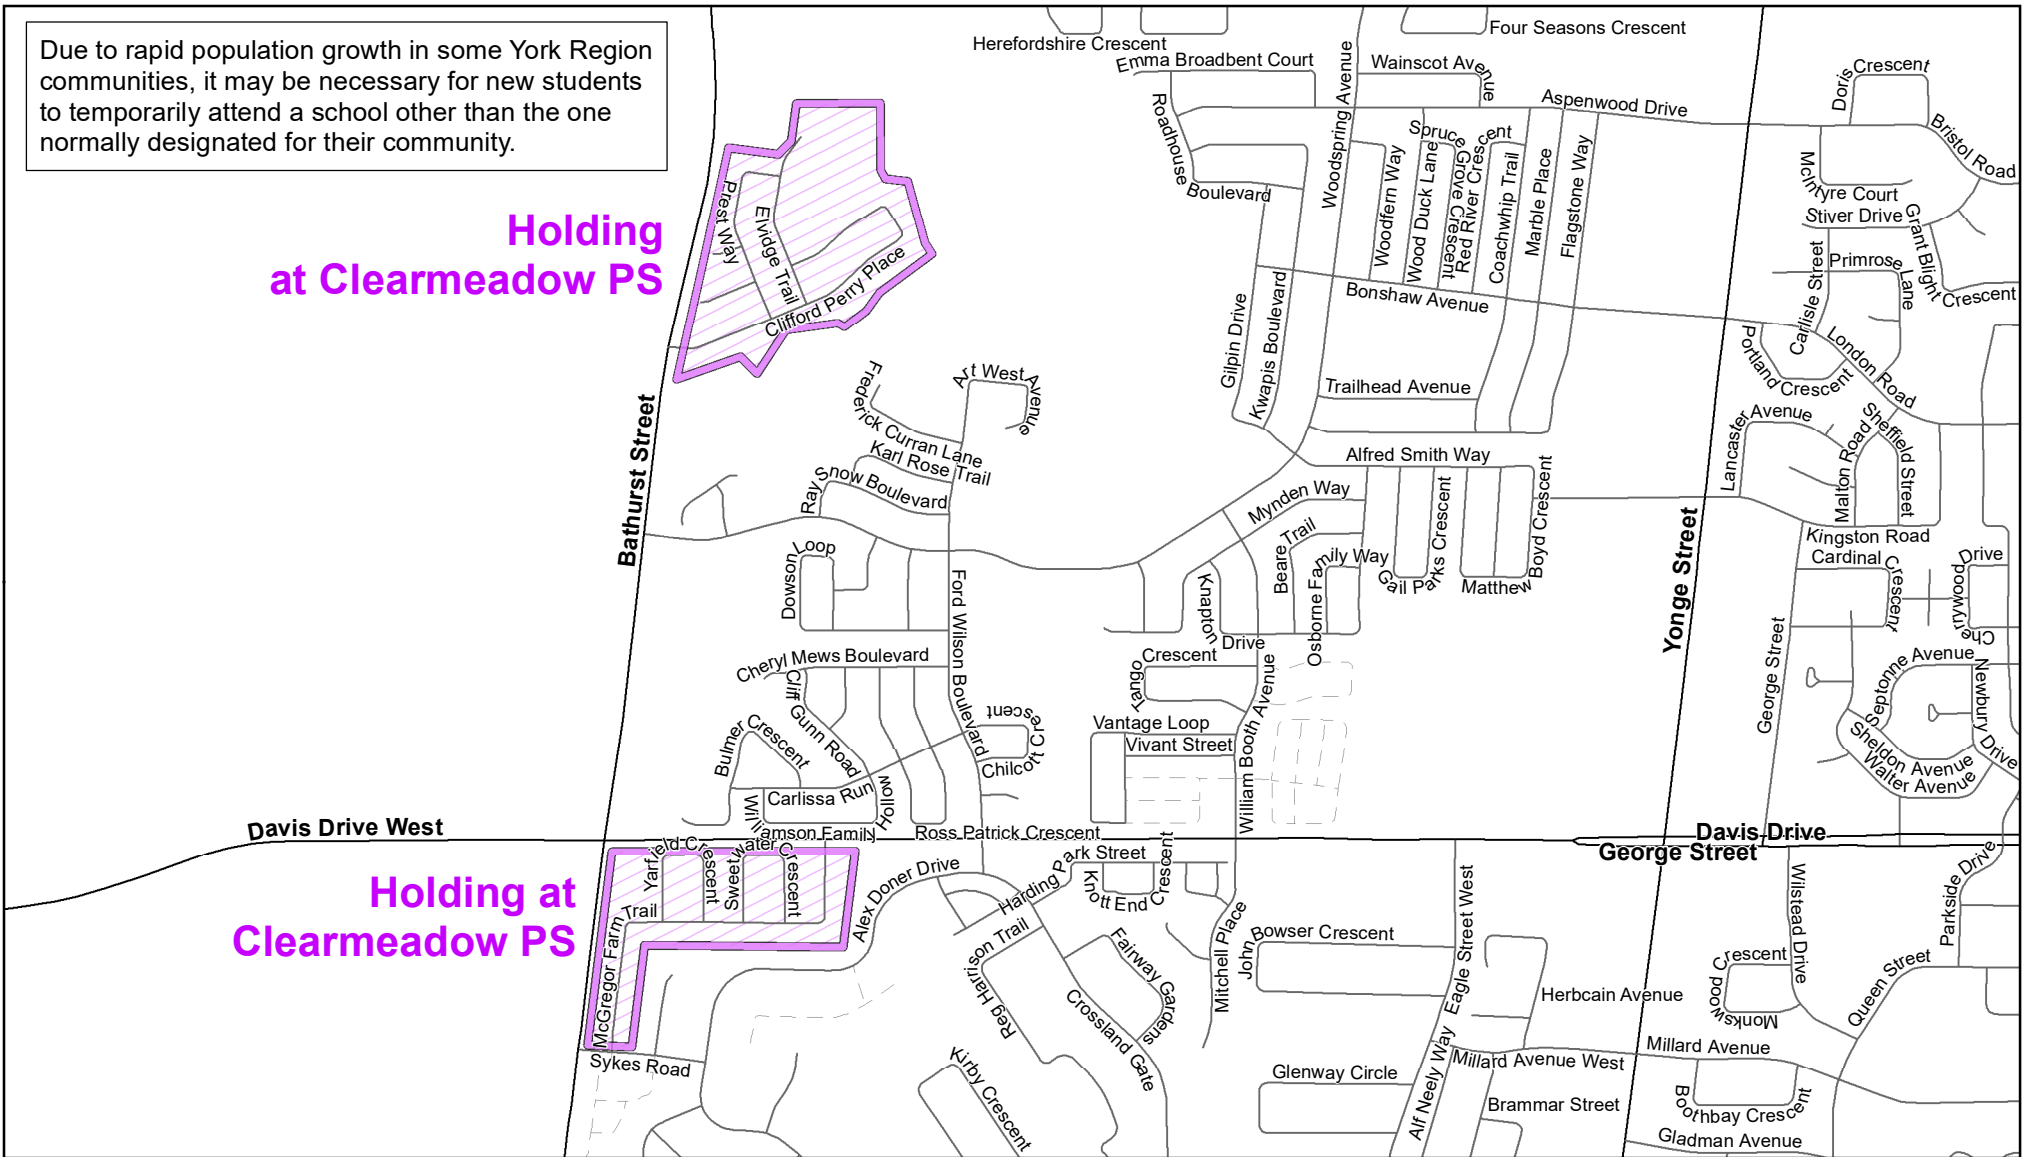 Due to rapid population growth in some York Region
communities, it may be necessary for new students
to temporarily attend a school other than the one
normally designated for their community.
Herefordshire Crescent
Four Seasons Crescent
Emma Broadbent Court
Wainscot Avenue
Doris Crescent
Aspenwood Drive
Bristol Road
Roadhouse Boulevard
Woodspring Avenue
Woodfern Way
Wood Duck Lane
Spruce Grove Crescent
Red River Crescent
Coachwhip Trail
Marble Place
Flagstone Way
McIntyre Court
Stiver Drive
Grant Blight Crescent
Primrose Lane
Carlisle Street
Prest Way
Elvidge Trail
Clifford Perry Place
Holding
at Clearmeadow PS
Bonshaw Avenue
Gilpin Drive
Kwapis Boulevard
Portland Crescent
London Road
Trailhead Avenue
Frederick Curran Lane
Art West Avenue
Karl Rose Trail
Ray Snow Boulevard
Bathurst Street
Lancaster Avenue
Malton Road
Sheffield Street
Alfred Smith Way
Mynden Way
Beare Trail
Osborne Family Way
Gail Parks Crescent
Matthew Boyd Crescent
Yonge Street
Kingston Road
Cardinal Crescent
Cherrywood Drive
Che
Dowson Loop
Ford Wilson Boulevard
Knapton Drive
George Street
Cheryl Mews Boulevard
Cliff Gunn Road
Tango Crescent
William Booth Avenue
Septonne Avenue
Newbury Drive
Bulmer Crescent
Chilcott Crescent
Vantage Loop
Vivant Street
Sheldon Avenue
Walter Avenue
Carlissa Run
Williamson Family Hollow
Davis Drive West
Ross Patrick Crescent
Davis Drive
George Street
Yarfield Crescent
Sweetwater Crescent
McGregor Farm Trail
Holding at
Clearmeadow PS
Alex Doner Drive
Harding Park Street
Knott End Crescent
Reg Harrison Trail
Fairway Gardens
Crossland Gate
Mitchell Place
John Bowser Crescent
Eagle Street West
Wilstead Drive
Parkside Drive
Monkswood Crescent
Queen Street
Herbcain Avenue
Sykes Road
Kirby Crescent
Glenway Circle
Alf Neely Way
Millard Avenue West
Millard Avenue
Brammar Street
Boothbay Crescent
Gladman Avenue